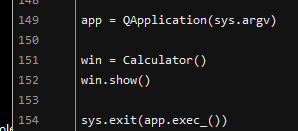 149 app = QApplication(sys.argv)
150
151 win = Calculator()
152 win.show()
153
154 sys.exit(app.exec_())